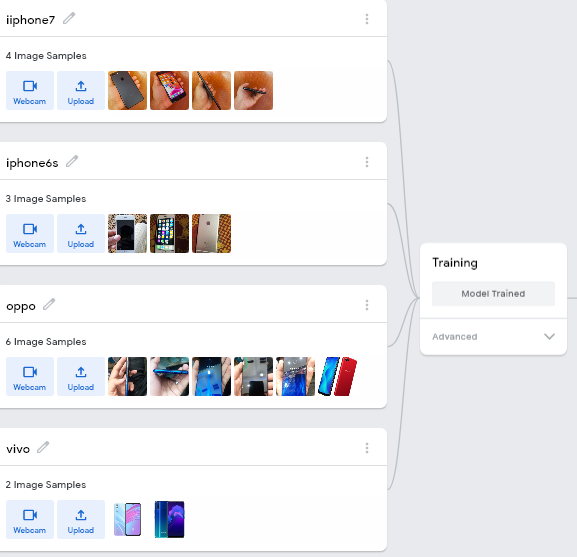 iiphone7
4 Image Samples
Webcam
Upload
iphone6s
3 Image Samples
Webcam
Upload
oppo
6 Image Samples
Webcam
Upload
vivo
2 Image Samples
Webcam
Upload
Training
Model Trained
Advanced